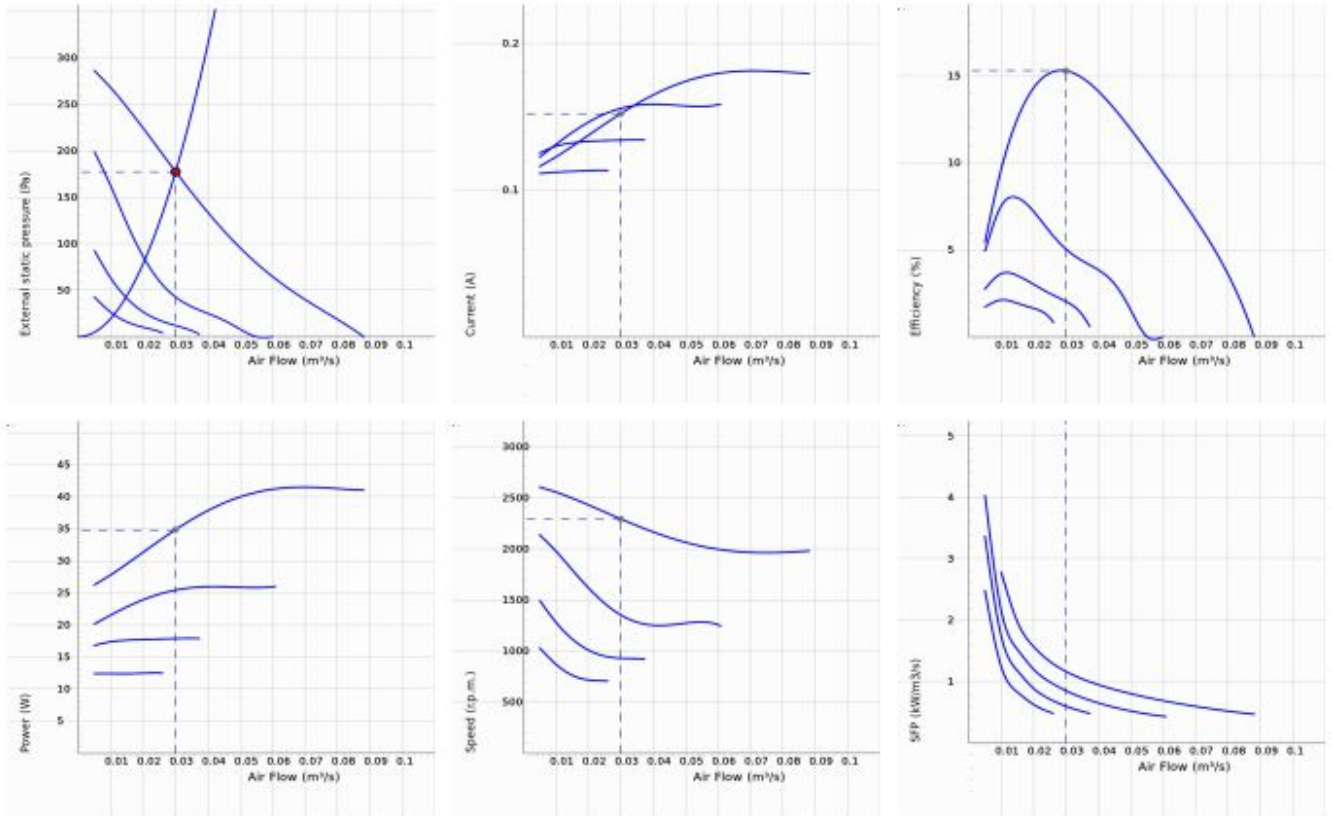 External static pressure (Pa)
300
250
200
150
100
50
0.01 0.02 0.03 0.04 0.05 0.06 0.07 0.08 0.09 0.1
Air Flow (m³/s)
Current (A)
0.2
0.1
0.01 0.02 0.03 0.04 0.05 0.06 0.07 0.08 0.09 0.1
Air Flow (m³/s)
Efficiency (%)
15
10
5
0.01 0.02 0.03 0.04 0.05 0.06 0.07 0.08 0.09 0.1
Air Flow (m³/s)
Power (W)
45
40
35
30
25
20
15
10
5
0.01 0.02 0.03 0.04 0.05 0.06 0.07 0.08 0.09 0.1
Air Flow (m³/s)
Speed (r.p.m.)
3000
2500
2000
1500
1000
500
0.01 0.02 0.03 0.04 0.05 0.06 0.07 0.08 0.09 0.1
Air Flow (m³/s)
SFP (kW/m3/s)
5
4
3
2
1
0.01 0.02 0.03 0.04 0.05 0.06 0.07 0.08 0.09 0.1
Air Flow (m³/s)